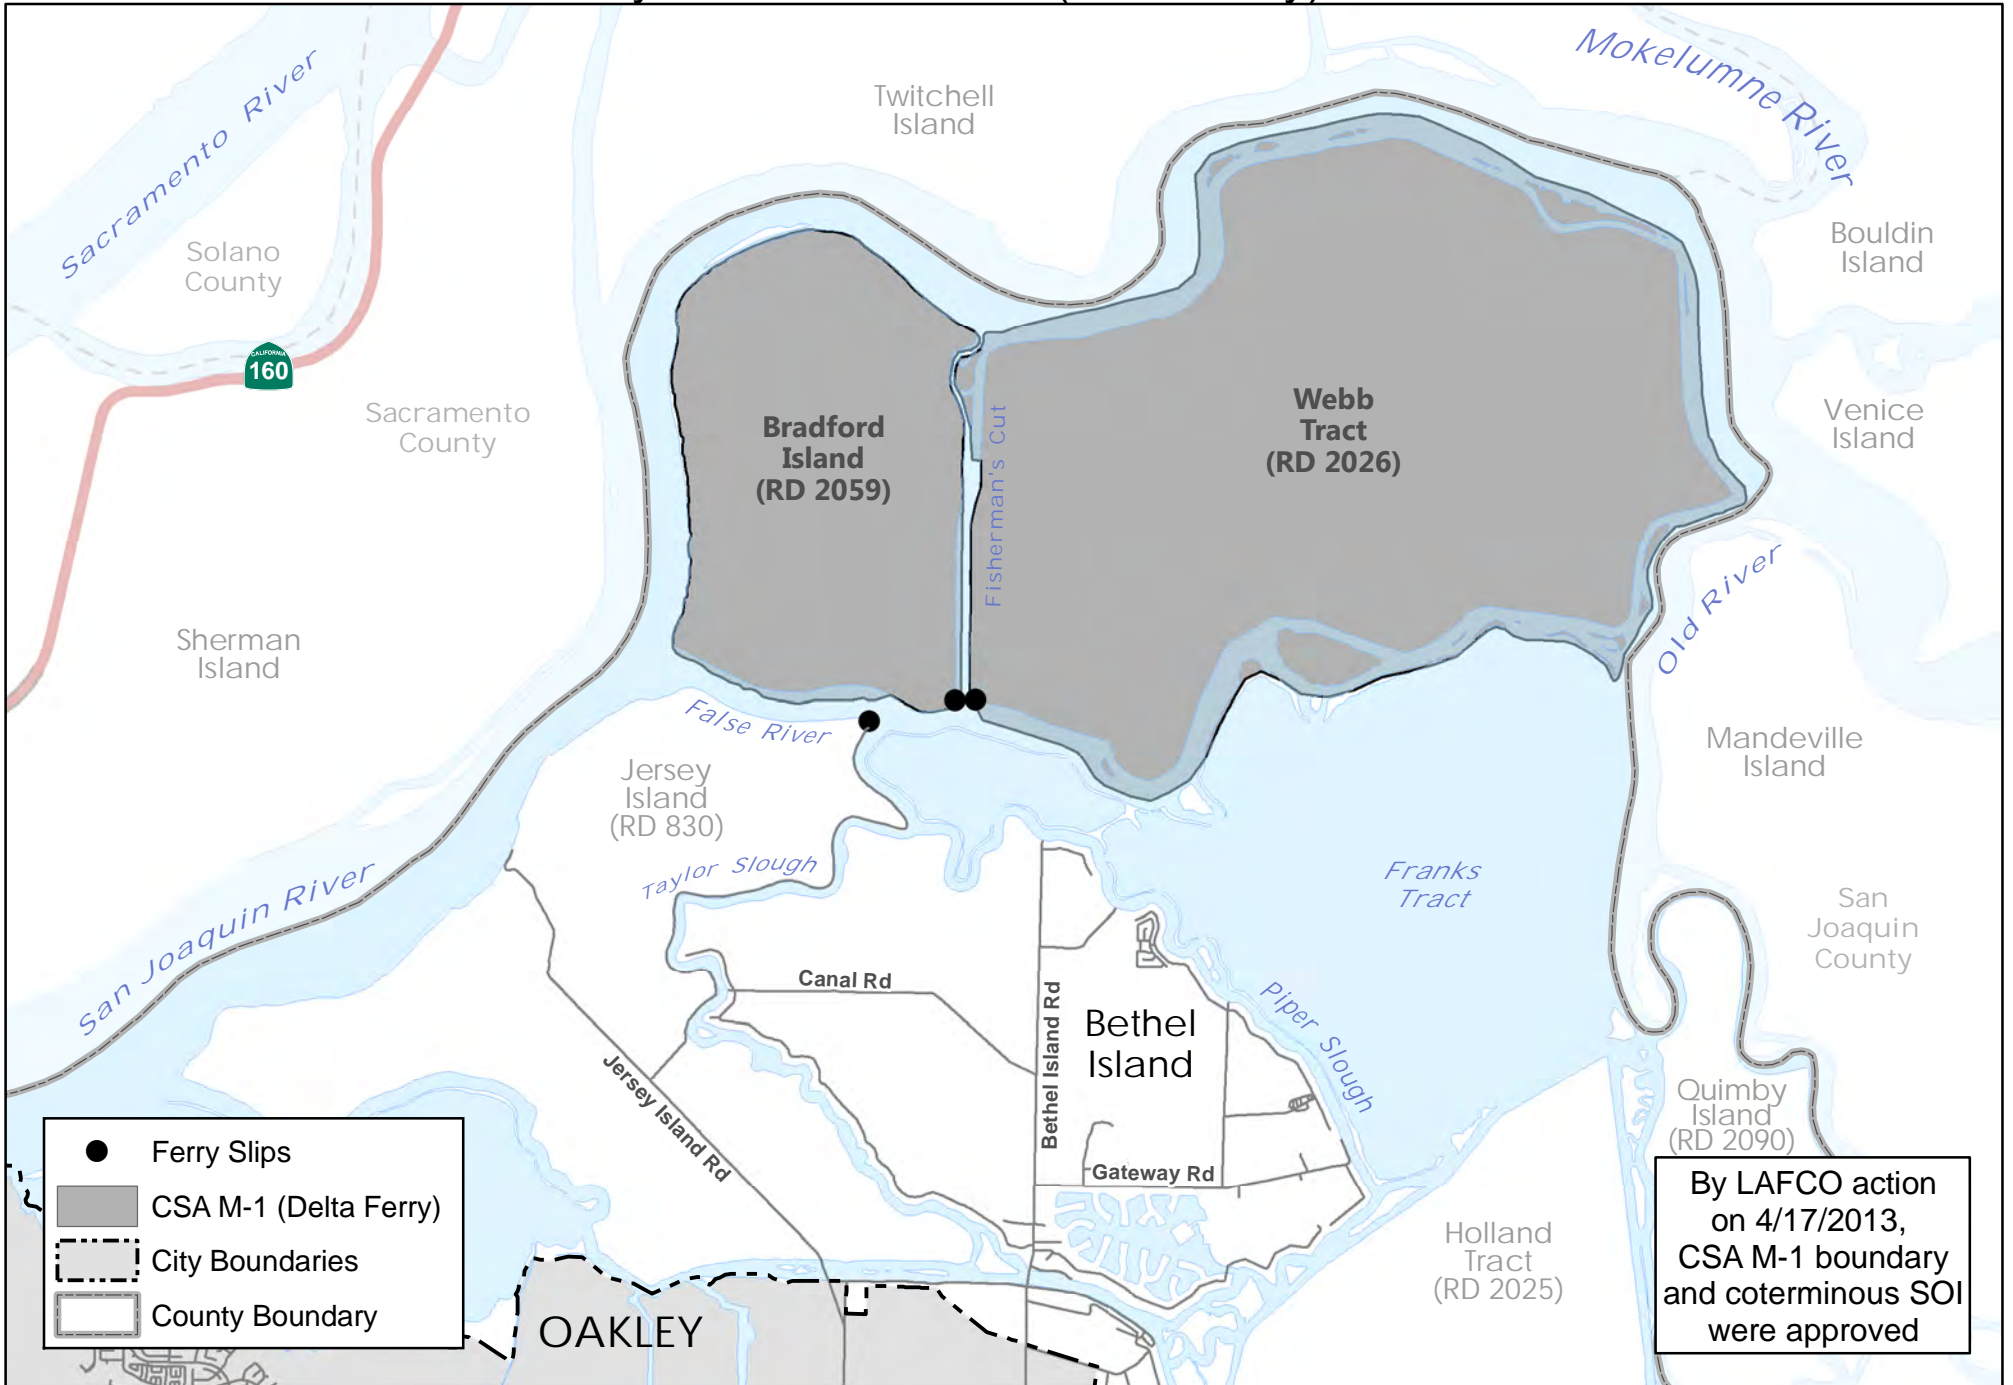 Mokelumne River
Sacramento River
Twitchell
Island
Solano
County
Bouldin
Island
CALIFORNIA
160
Sacramento
County
Bradford
Island
(RD 2059)
Fisherman's Cut
Webb
Tract
(RD 2026)
Venice
Island
Old River
Sherman
Island
False River
Jersey
Island
(RD 830)
Mandeville
Island
Taylor Slough
Franks
Tract
San Joaquin River
San
Joaquin
County
Canal Rd
Bethel Island Rd
Bethel
Island
Piper Slough
Jersey Island Rd
Gateway Rd
Quimby
Island
(RD 2090)
Holland
Tract
(RD 2025)
OAKLEY
Ferry Slips
CSA M-1 (Delta Ferry)
City Boundaries
County Boundary
By LAFCO action
on 4/17/2013,
CSA M-1 boundary
and coterminous SOI
were approved